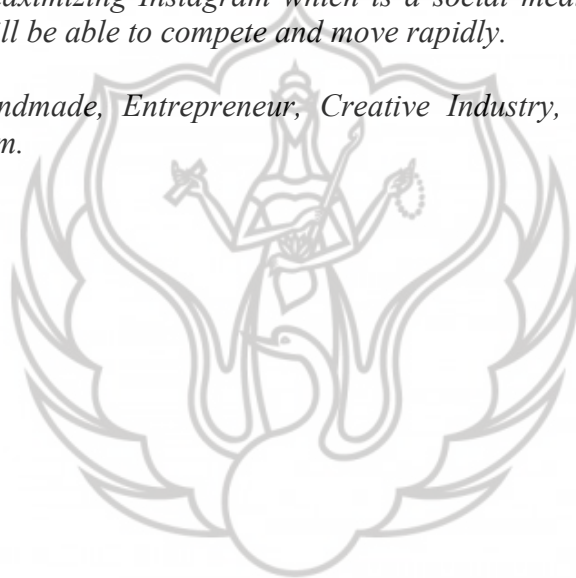 aximizing Instagram which is a social med
ll be able to compete and move rapidly.
ndmade, Entrepreneur, Creative Industry,
m.